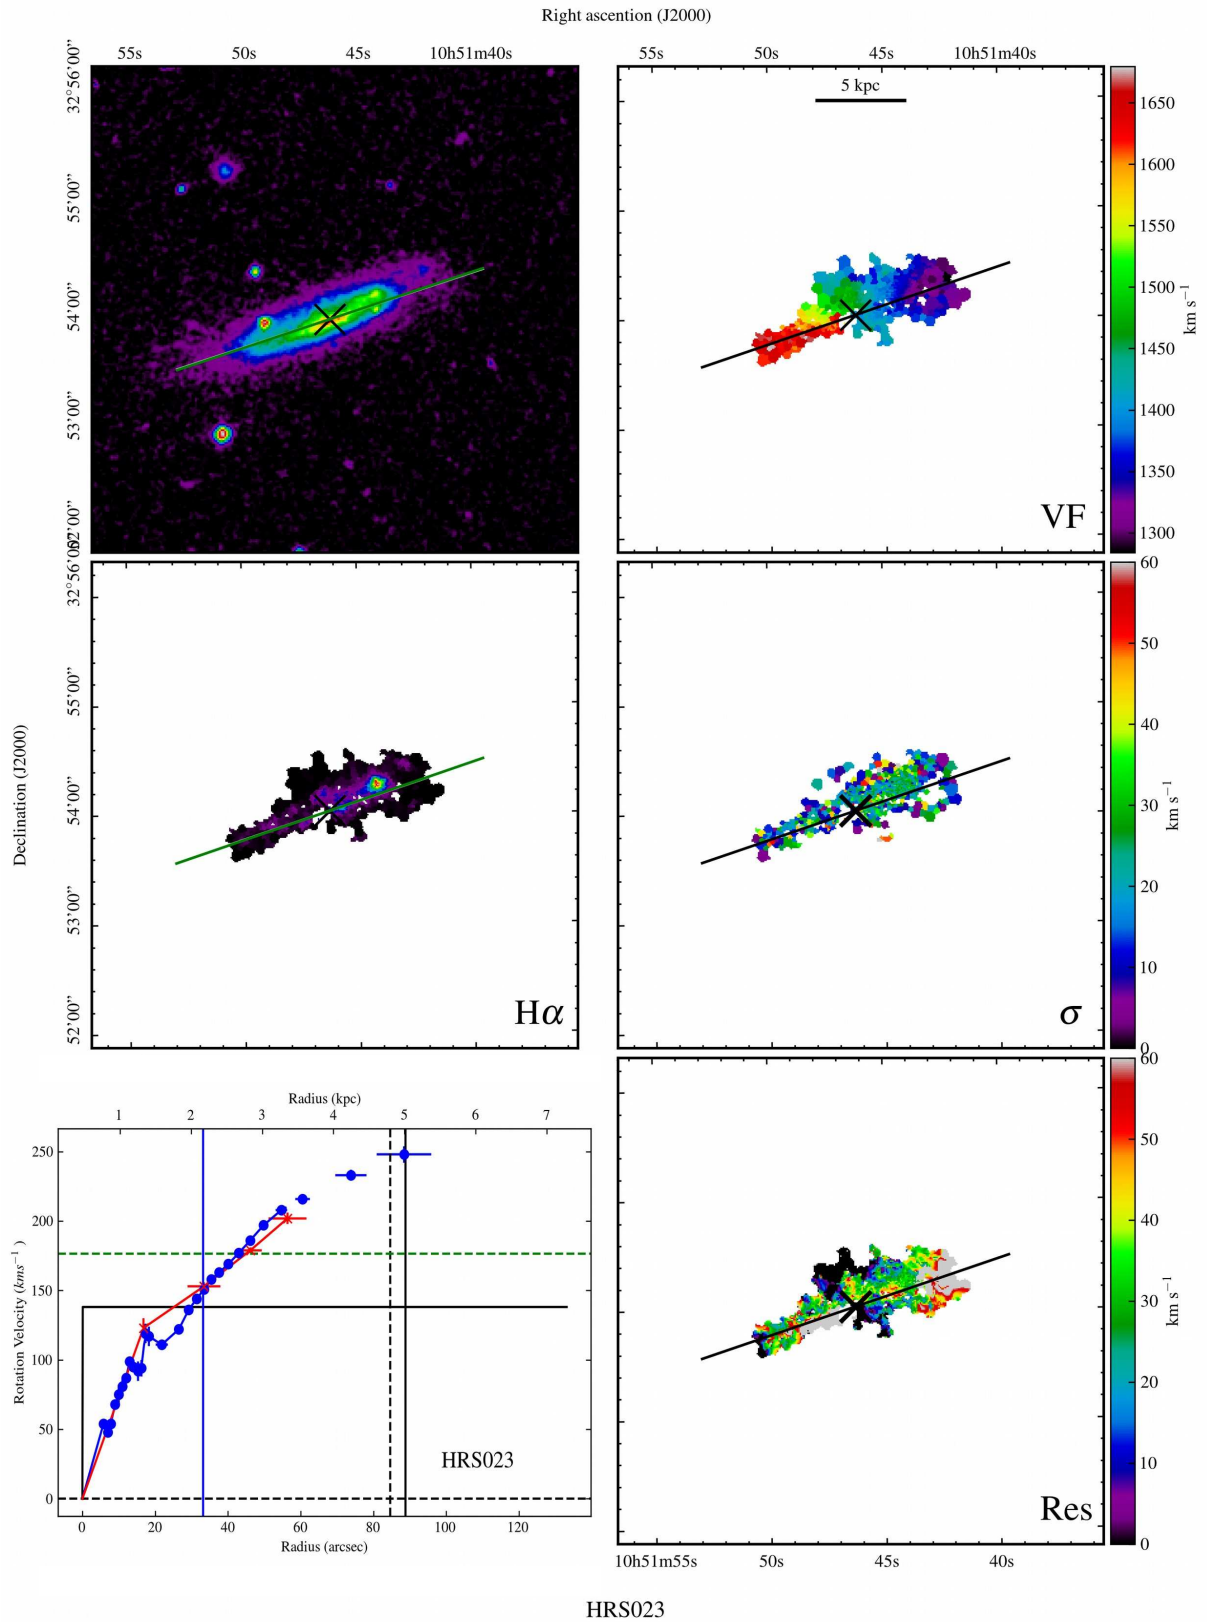 Right ascention (J2000)
55s 50s 45s 10h51m40s
55s 50s 45s 10h51m40s
32°56'00''
55'00''
54'00''
53'00''
5 kpc
VF
1650
1600
1550
1500
1450
1400
1350
1300
km s⁻¹
Declination (J2000)
32°56'00''
55'00''
54'00''
53'00''
52'00''
Hα
σ
60
50
40
30
20
10
0
km s⁻¹
Radius (kpc)
1 2 3 4 5 6 7
Rotation Velocity (kms⁻¹ )
250
200
150
100
50
0
HRS023
0 20 40 60 80 100 120
Radius (arcsec)
Res
60
50
40
30
20
10
0
km s⁻¹
10h51m55s 50s 45s 40s
HRS023